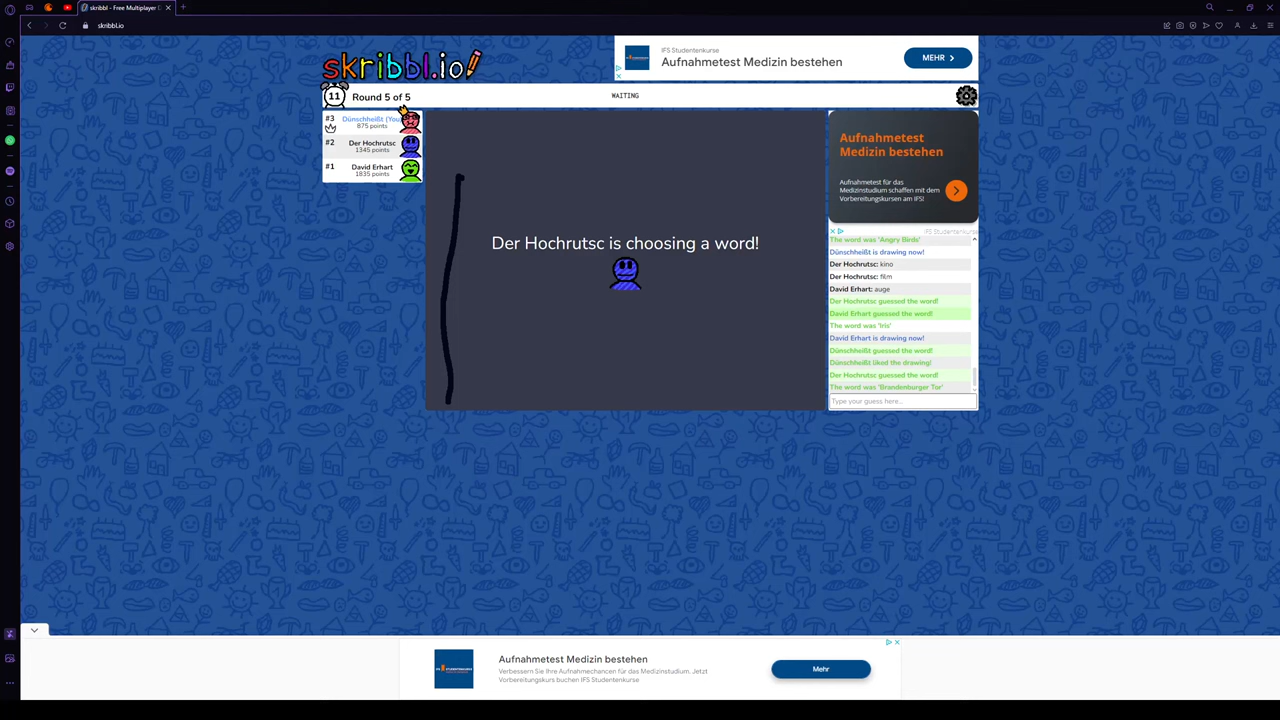 skribbl - Free Multiplayer D
skribbl.io
skribbl.io
IFS Studentenkurse
Aufnahmetest Medizin bestehen
MEHR
11
Round 5 of 5
WAITING
#3
Dünschheißt (You)
875 points
#2
Der Hochrutsc
1345 points
#1
David Erhart
1835 points
Der Hochrutsc is choosing a word!
Aufnahmetest
Medizin bestehen
Aufnahmetest für das
Medizinstudium schaffen mit dem
Vorbereitungskursen am IFS!
IFS Studentenkurse
The word was 'Angry Birds'
Dünschheißt is drawing now!
Der Hochrutsc: kino
Der Hochrutsc: film
David Erhart: auge
Der Hochrutsc guessed the word!
David Erhart guessed the word!
The word was 'Iris'
David Erhart is drawing now!
Dünschheißt guessed the word!
Dünschheißt liked the drawing!
Der Hochrutsc guessed the word!
The word was 'Brandenburger Tor'
Type your guess here...
Aufnahmetest Medizin bestehen
Verbessern Sie Ihre Aufnahmechancen für das Medizinstudium. Jetzt
Vorbereitungskurs buchen IFS Studentenkurse
Mehr